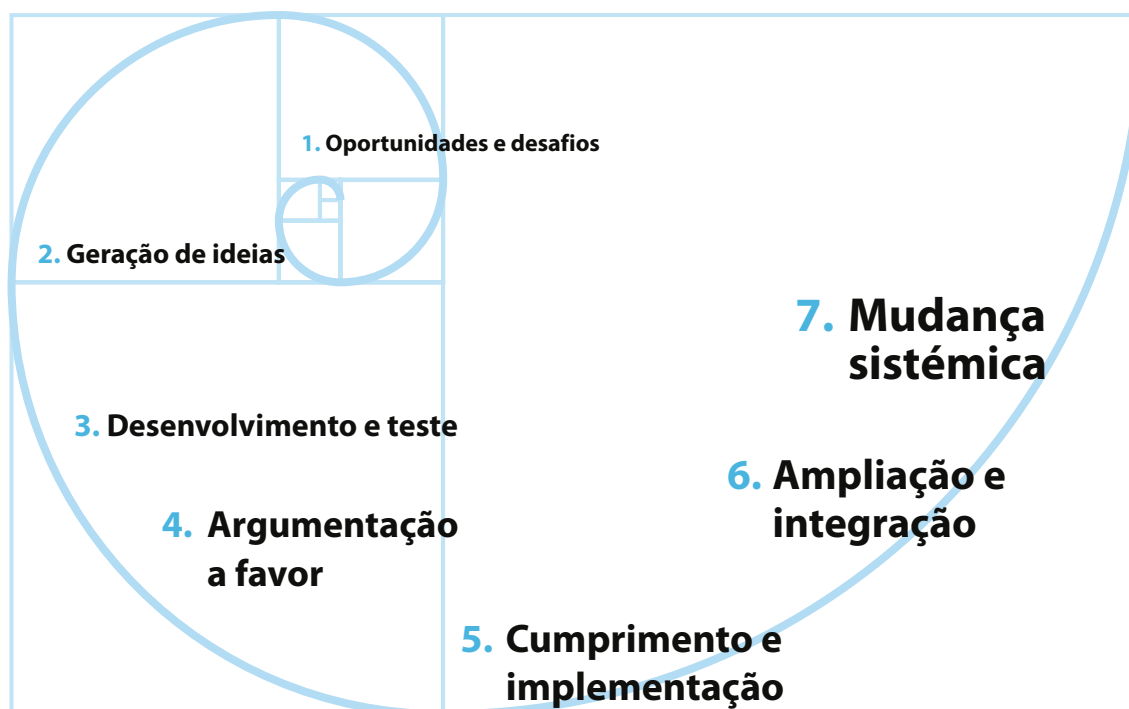 1. Oportunidades e desafios
2. Geração de ideias
3. Desenvolvimento e teste
4. Argumentação
a favor
5. Cumprimento e
implementação
6. Ampliação e
integração
7. Mudança
sistémica